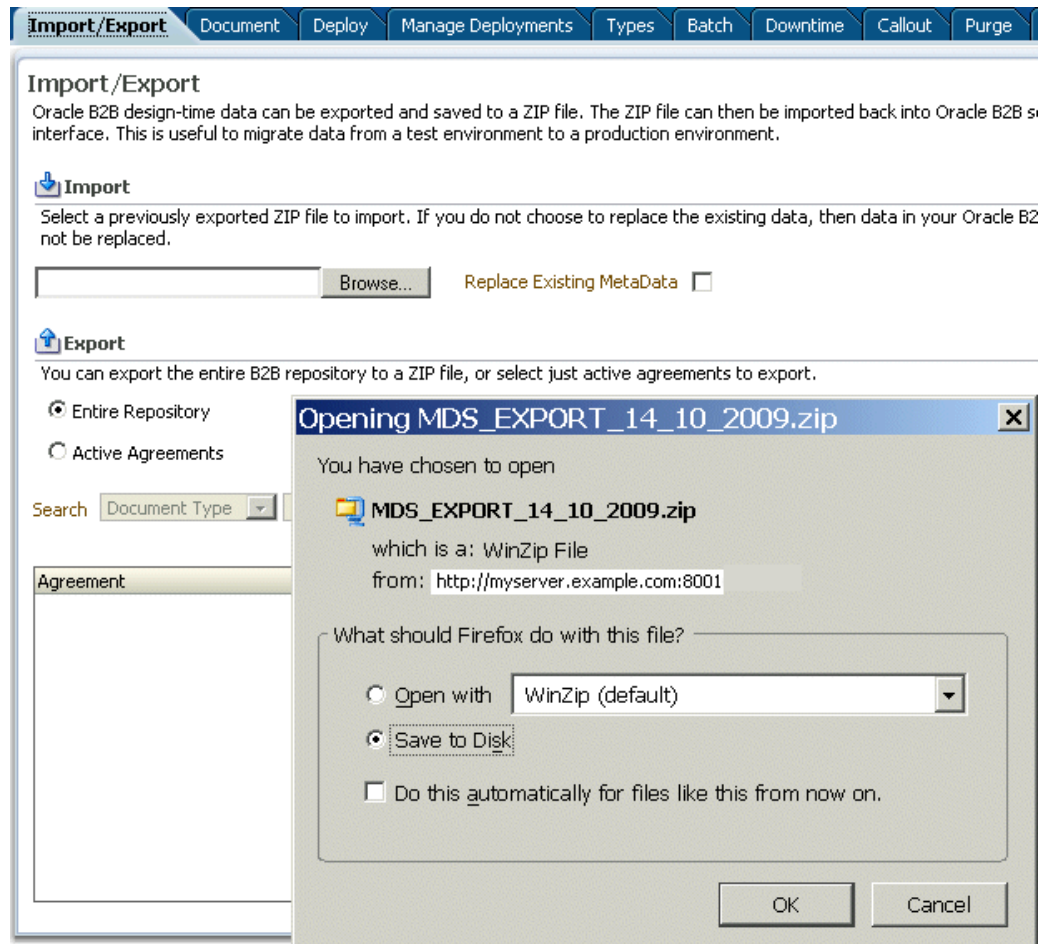 Import/Export Document Deploy Manage Deployments Types Batch Downtime Callout Purge
Import/Export
Oracle B2B design-time data can be exported and saved to a ZIP file. The ZIP file can then be imported back into Oracle B2B
interface. This is useful to migrate data from a test environment to a production environment.
Import
Select a previously exported ZIP file to import. If you do not choose to replace the existing data, then data in your Oracle B2
not be replaced.
Browse... Replace Existing MetaData
Export
You can export the entire B2B repository to a ZIP file, or select just active agreements to export.
Entire Repository
Active Agreements
Search Document Type
Agreement
Opening MDS_EXPORT_14_10_2009.zip
You have chosen to open
MDS_EXPORT_14_10_2009.zip
which is a: WinZip File
from: http://myserver.example.com:8001
What should Firefox do with this file?
Open with WinZip (default)
Save to Disk
Do this automatically for files like this from now on.
OK Cancel